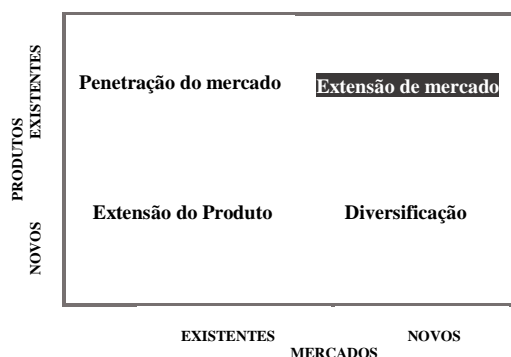 PRODUTOS
EXISTENTES
NOVOS
Penetração do mercado
Extensão de mercado
Extensão do Produto
Diversificação
EXISTENTES
NOVOS
MERCADOS